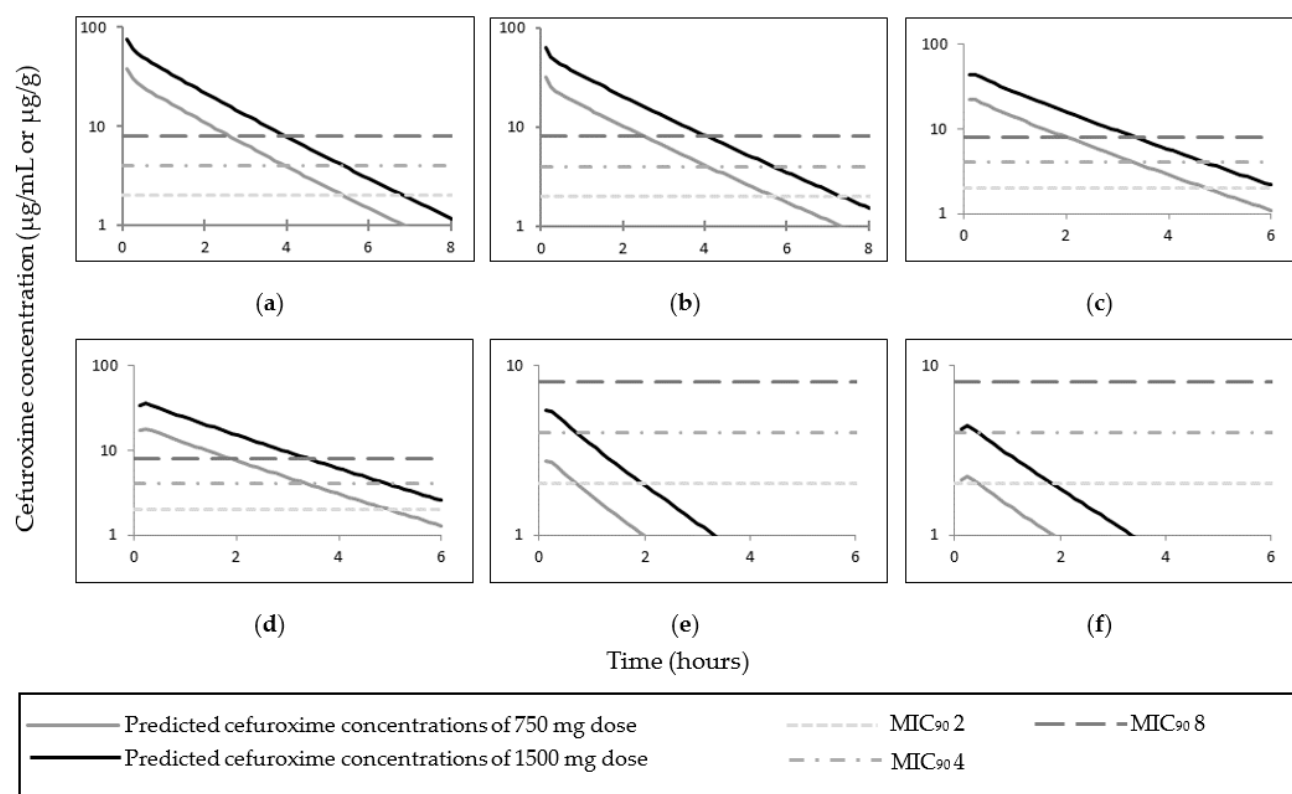 Cefuroxime concentration (µg/mL or µg/g)
100
10
1
0 2 4 6 8
(a)
100
10
1
0 2 4 6 8
(b)
100
10
1
0 2 4 6
(c)
100
10
1
0 2 4 6
(d)
10
1
0 2 4 6
(e)
10
1
0 2 4 6
(f)
Time (hours)
Predicted cefuroxime concentrations of 750 mg dose
Predicted cefuroxime concentrations of 1500 mg dose
MIC₉₀ 2
MIC₉₀ 4
MIC₉₀ 8